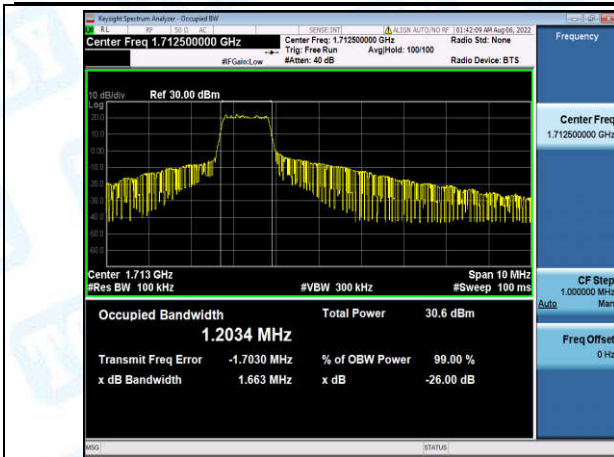 Keysight Spectrum Analyzer - Occupied BW
RL RF 50 Ω AC SENSE:INT ALIGN AUTO/NO RF 01:42:09 AM Aug 06, 2022
Center Freq 1.712500000 GHz
Center Freq: 1.712500000 GHz
Radio Std: None
Trig: Free Run Avg|Hold: 100/100
#IFGain:Low #Atten: 40 dB Radio Device: BTS
10 dB/div Ref 30.00 dBm
Log
20.0
10.0
0.00
-10.0
-20.0
-30.0
-40.0
-50.0
-60.0
Center 1.713 GHz Span 10 MHz
#Res BW 100 kHz #VBW 300 kHz #Sweep 100 ms
Occupied Bandwidth Total Power 30.6 dBm
1.2034 MHz
Transmit Freq Error -1.7030 MHz % of OBW Power 99.00 %
x dB Bandwidth 1.663 MHz x dB -26.00 dB
MSG STATUS
Frequency
Center Freq
1.712500000 GHz
CF Step
1.000000 MHz
Auto Man
Freq Offset
0 Hz